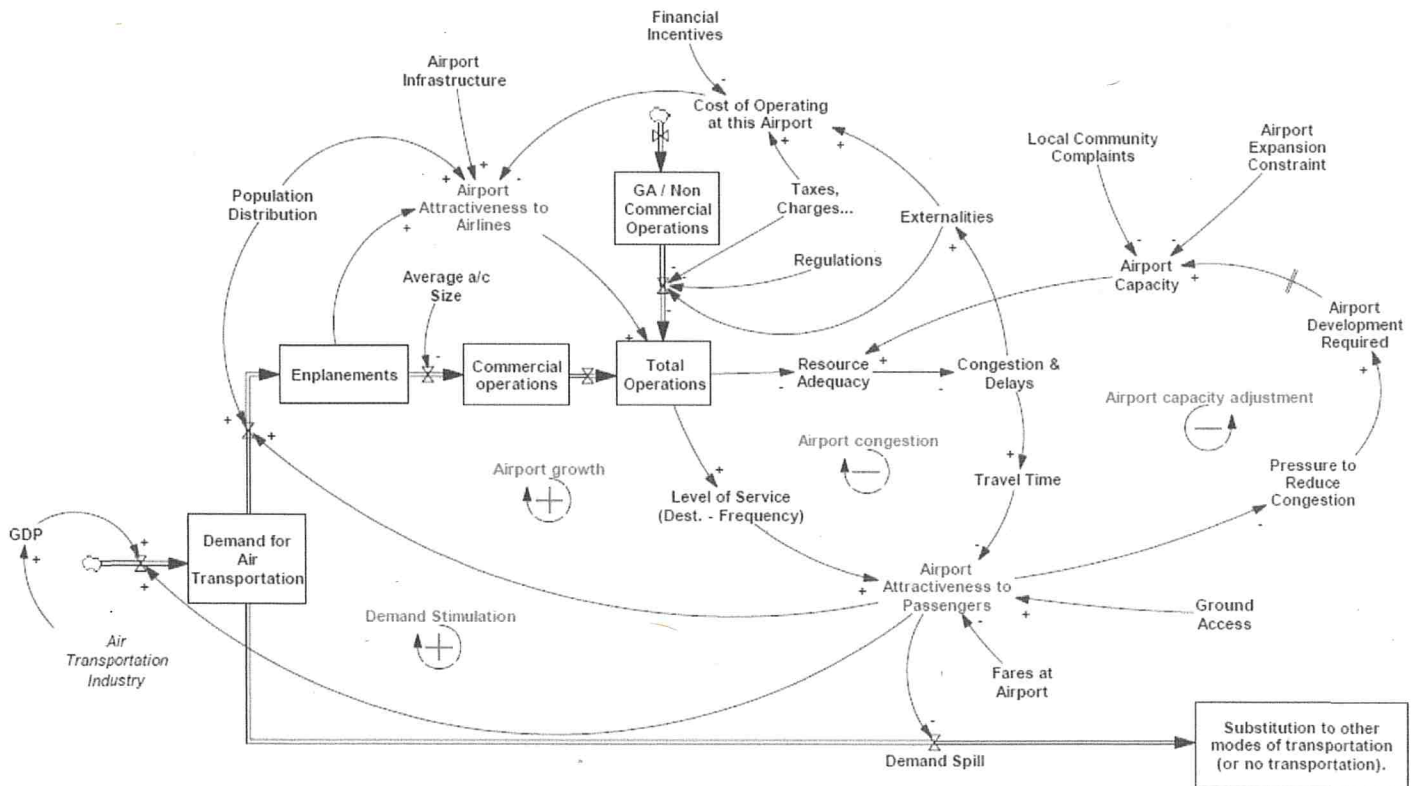 Financial
Incentives
Airport
Infrastructure
Cost of Operating
at this Airport
Local Community
Complaints
Airport
Expansion
Constraint
Population
Distribution
Airport
Attractiveness to
Airlines
GA / Non
Commercial
Operations
Taxes,
Charges...
Externalities
Regulations
Airport
Capacity
Average a/c
Size
Airport
Development
Required
Enplanements
Commercial
operations
Total
Operations
Resource
Adequacy
Congestion &
Delays
Airport capacity adjustment
Airport congestion
Airport growth
Level of Service
(Dest. - Frequency)
Travel Time
Pressure to
Reduce
Congestion
GDP
Demand for
Air
Transportation
Airport
Attractiveness to
Passengers
Ground
Access
Demand Stimulation
Air
Transportation
Industry
Fares at
Airport
Demand Spill
Substitution to other
modes of transportation
(or no transportation).